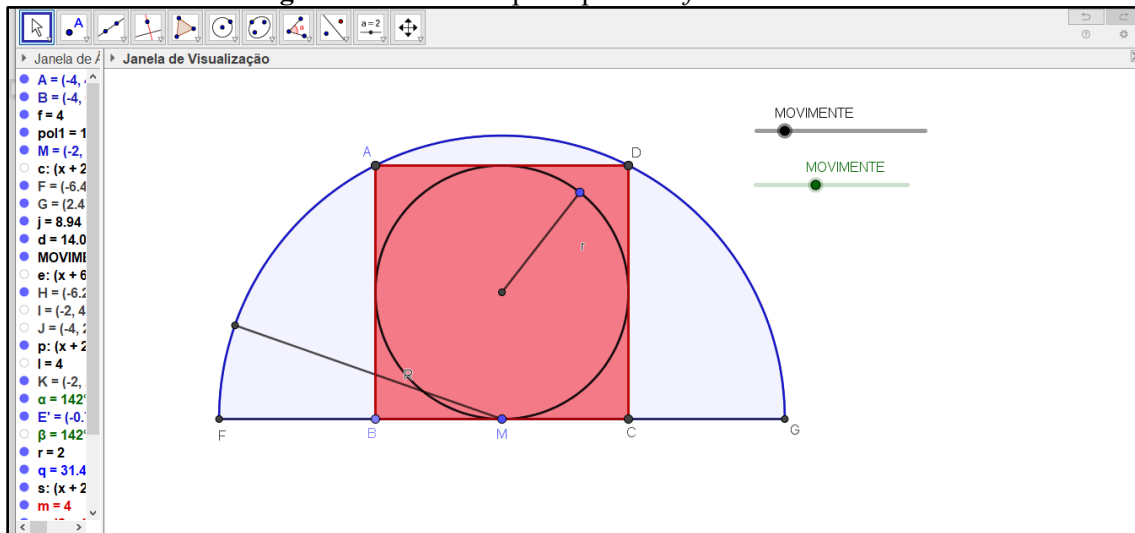 a=2
Janela de Á
Janela de Visualização
A = (-4,
B = (-4,
f = 4
pol1 = 1
M = (-2,
c: (x + 2
F = (-6.4
G = (2.4
j = 8.94
d = 14.0
MOVIME
e: (x + 6
H = (-6.2
I = (-2, 4
J = (-4, 2
p: (x + 2
l = 4
K = (-2,
α = 142°
E' = (-0.
β = 142°
r = 2
q = 31.4
s: (x + 2
m = 4
MOVIMENTE
MOVIMENTE
A
D
r
R
F
B
M
C
G